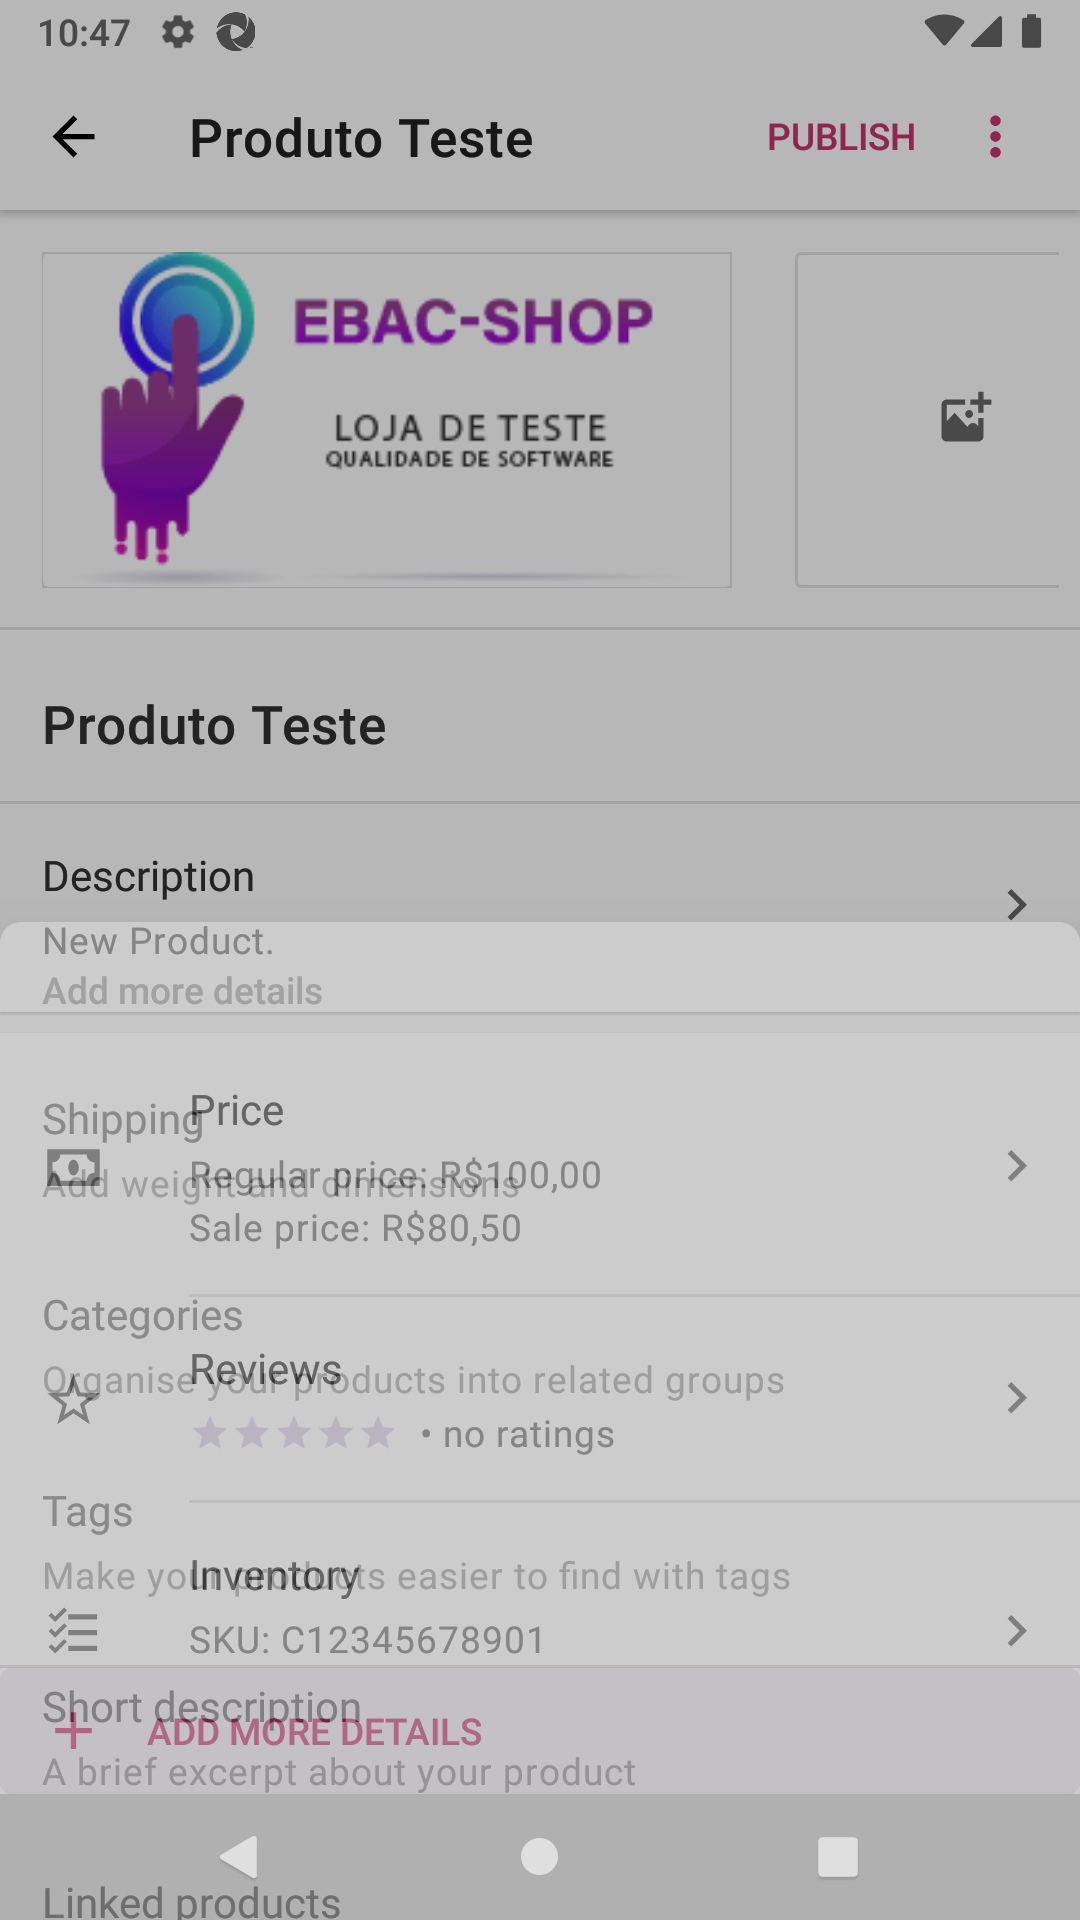 10:47
Produto Teste
PUBLISH
EBAC-SHOP
LOJA DE TESTE
QUALIDADE DE SOFTWARE
Produto Teste
Description
New Product.
Add more details
Price
Shipping
Regular price: R$100,00
Add weight and dimensions
Sale price: R$80,50
Categories
Reviews
Organise your products into related groups
• no ratings
Tags
Inventory
Make your products easier to find with tags
SKU: C12345678901
Short description
ADD MORE DETAILS
A brief excerpt about your product
Linked products